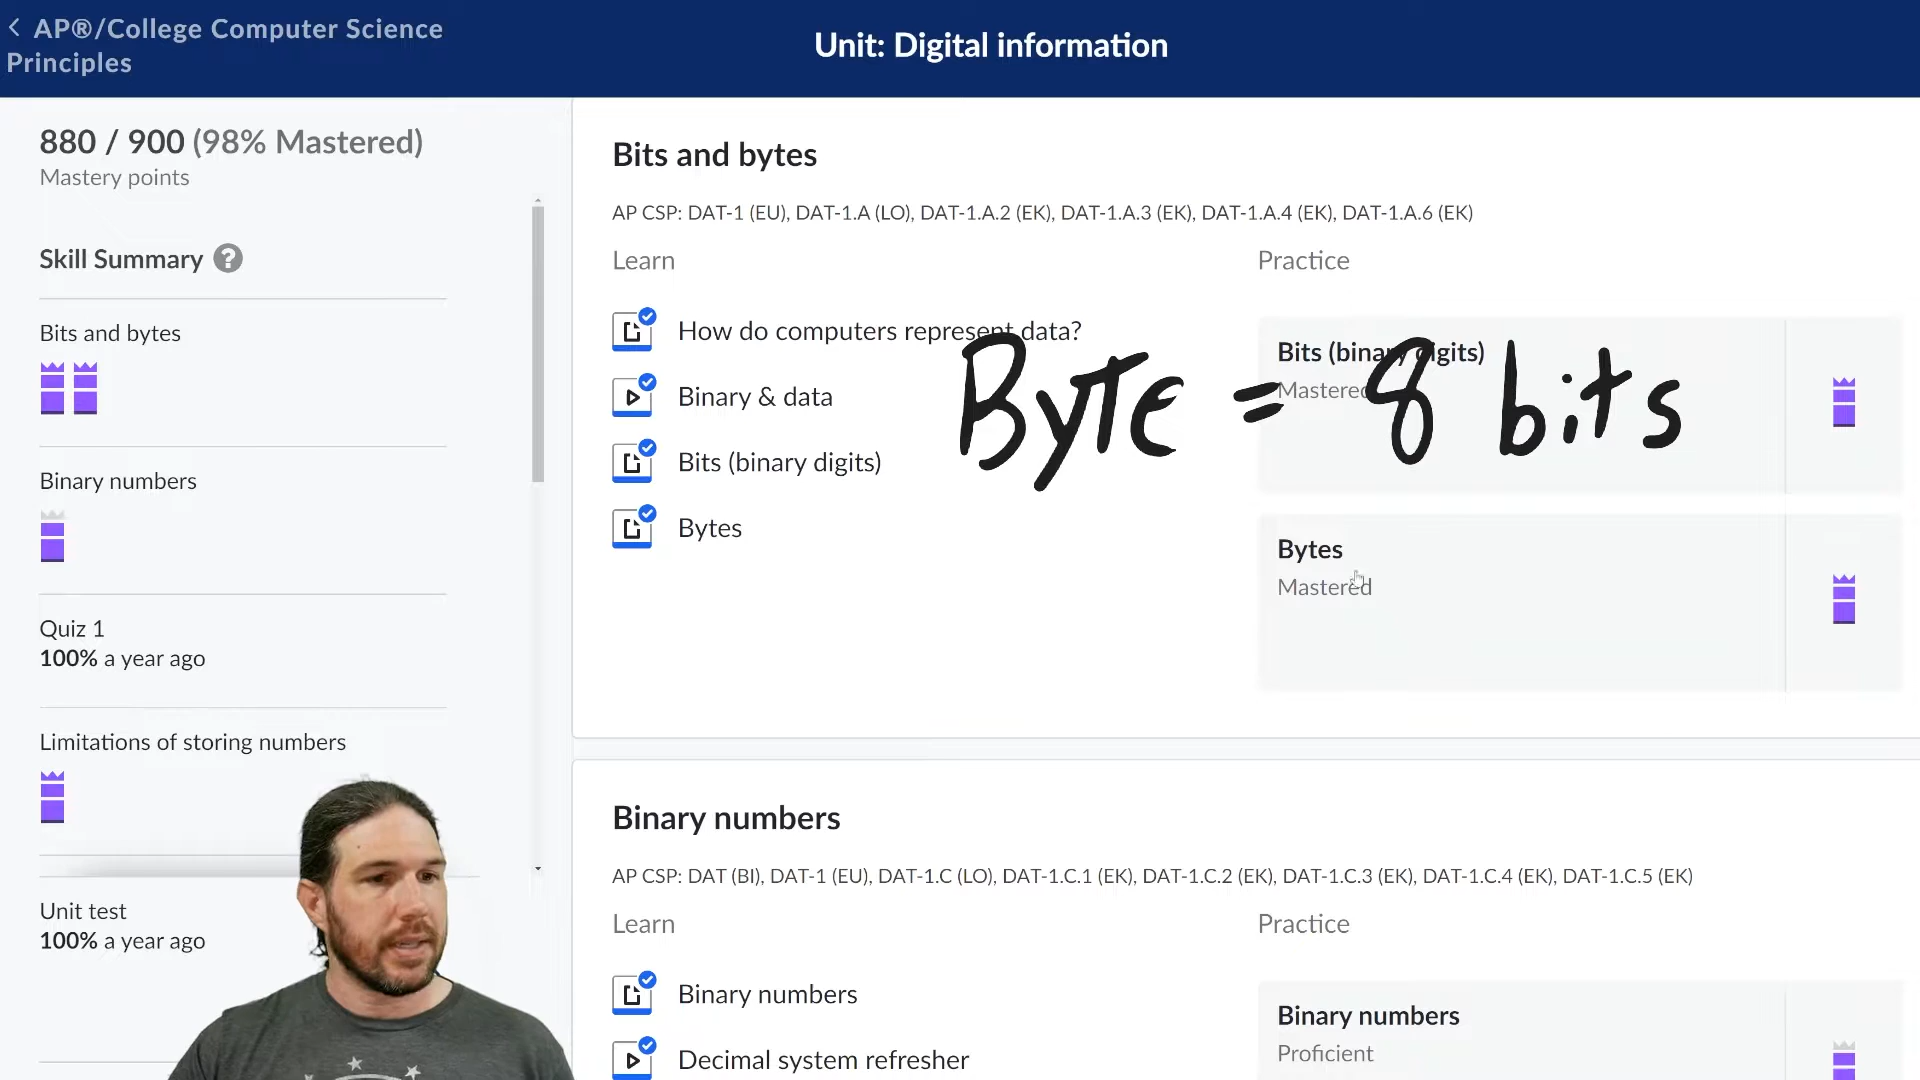 AP®/College Computer Science
Principles
Unit: Digital information
880 / 900 (98% Mastered)
Mastery points
Skill Summary ?
Bits and bytes
Binary numbers
Quiz 1
100% a year ago
Limitations of storing numbers
Unit test
100% a year ago
Bits and bytes
AP CSP: DAT-1 (EU), DAT-1.A (LO), DAT-1.A.2 (EK), DAT-1.A.3 (EK), DAT-1.A.4 (EK), DAT-1.A.6 (EK)
Learn
How do computers represent data?
Binary & data
Bits (binary digits)
Bytes
Practice
Bits (binary digits)
Mastered
Byte = 8 bits
Bytes
Mastered
Binary numbers
AP CSP: DAT (BI), DAT-1 (EU), DAT-1.C (LO), DAT-1.C.1 (EK), DAT-1.C.2 (EK), DAT-1.C.3 (EK), DAT-1.C.4 (EK), DAT-1.C.5 (EK)
Learn
Binary numbers
Decimal system refresher
Practice
Binary numbers
Proficient